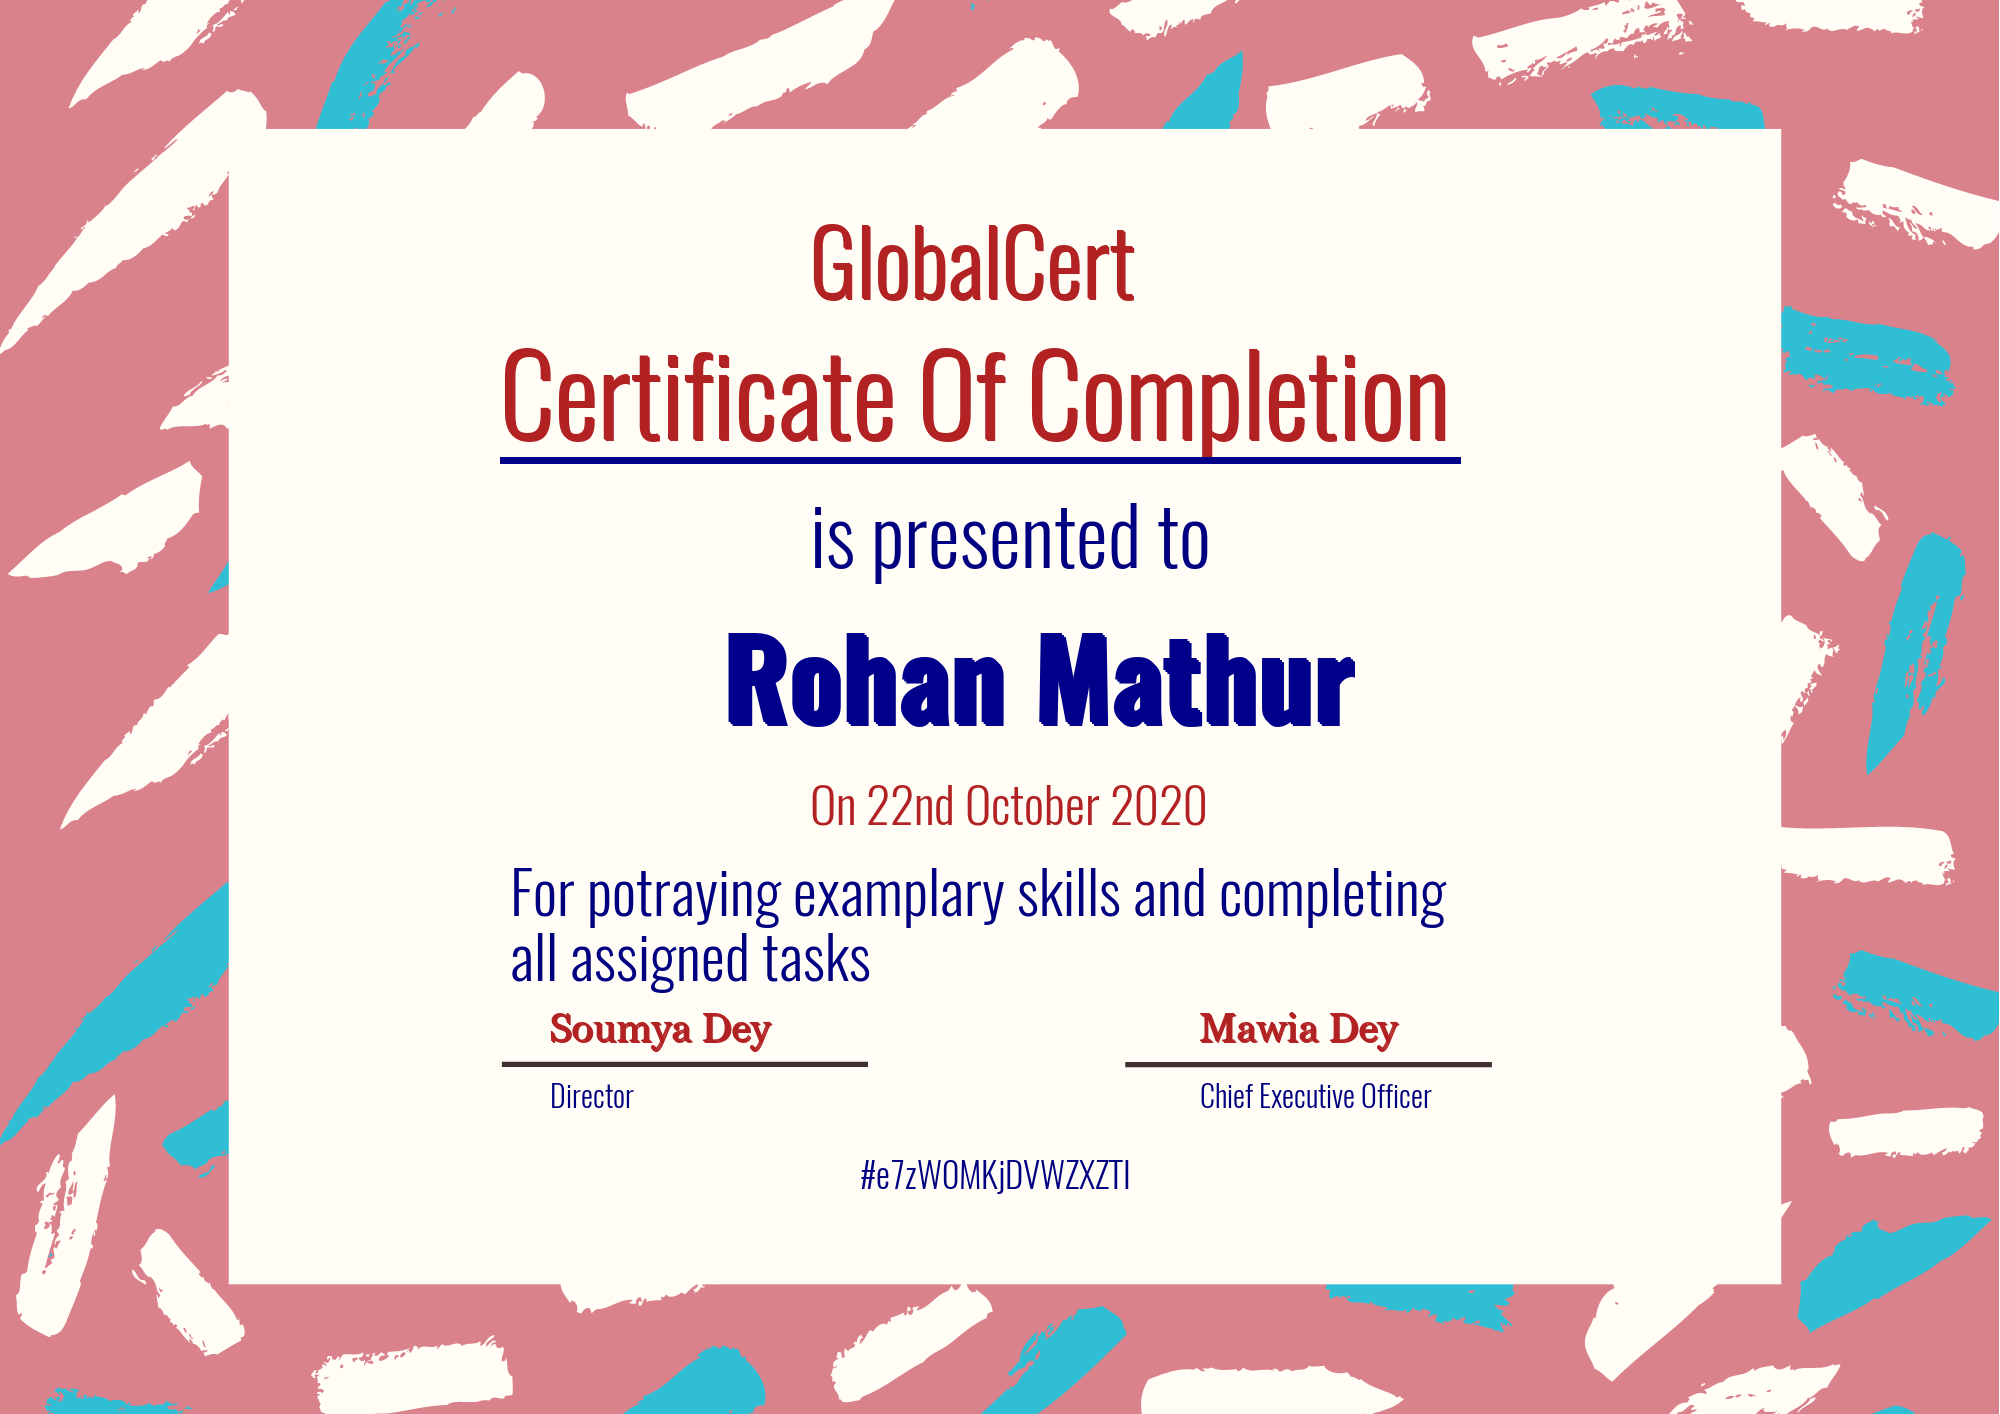 GlobalCert
Certificate Of Completion
is presented to
Rohan Mathur
On 22nd October 2020
For potraying examplary skills and completing
all assigned tasks
Soumya Dey
Mawia Dey
Director
Chief Executive Officer
#e7zWOMKjDVWZXZTI